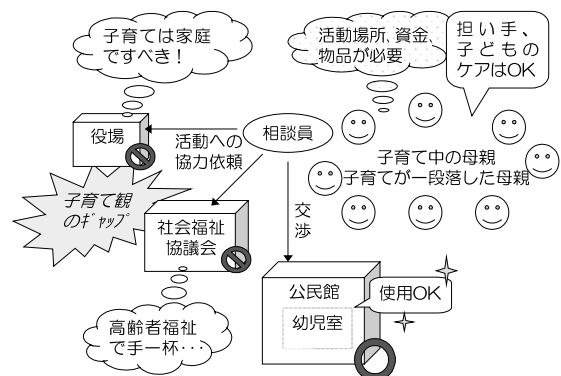 子育ては家庭
ですべき!
活動場所、資金、
物品が必要
担い手、
子どもの
ケアはOK
役場
相談員
活動への
協力依頼
子育て中の母親
子育てが一段落した母親
子育て観
のギャップ
社会福祉
協議会
交渉
公民館
使用OK
幼児室
高齢者福祉
で手一杯・・・